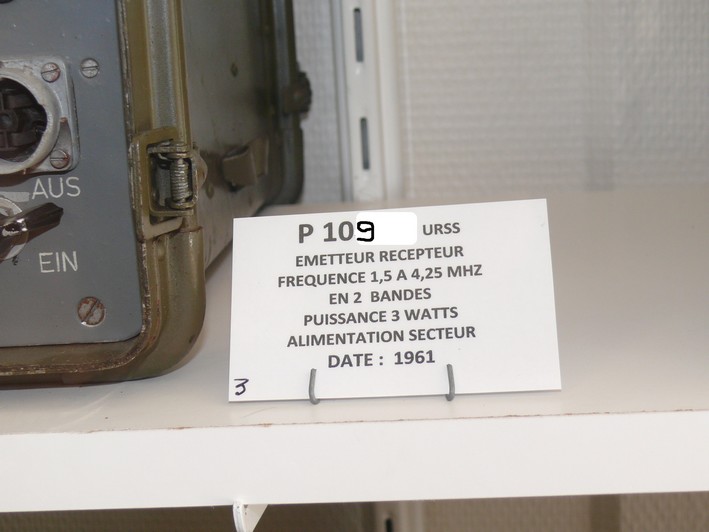 AUS
EIN
P 109 URSS
EMETTEUR RECEPTEUR
FREQUENCE 1,5 A 4,25 MHZ
EN 2 BANDES
PUISSANCE 3 WATTS
ALIMENTATION SECTEUR
DATE : 1961
3